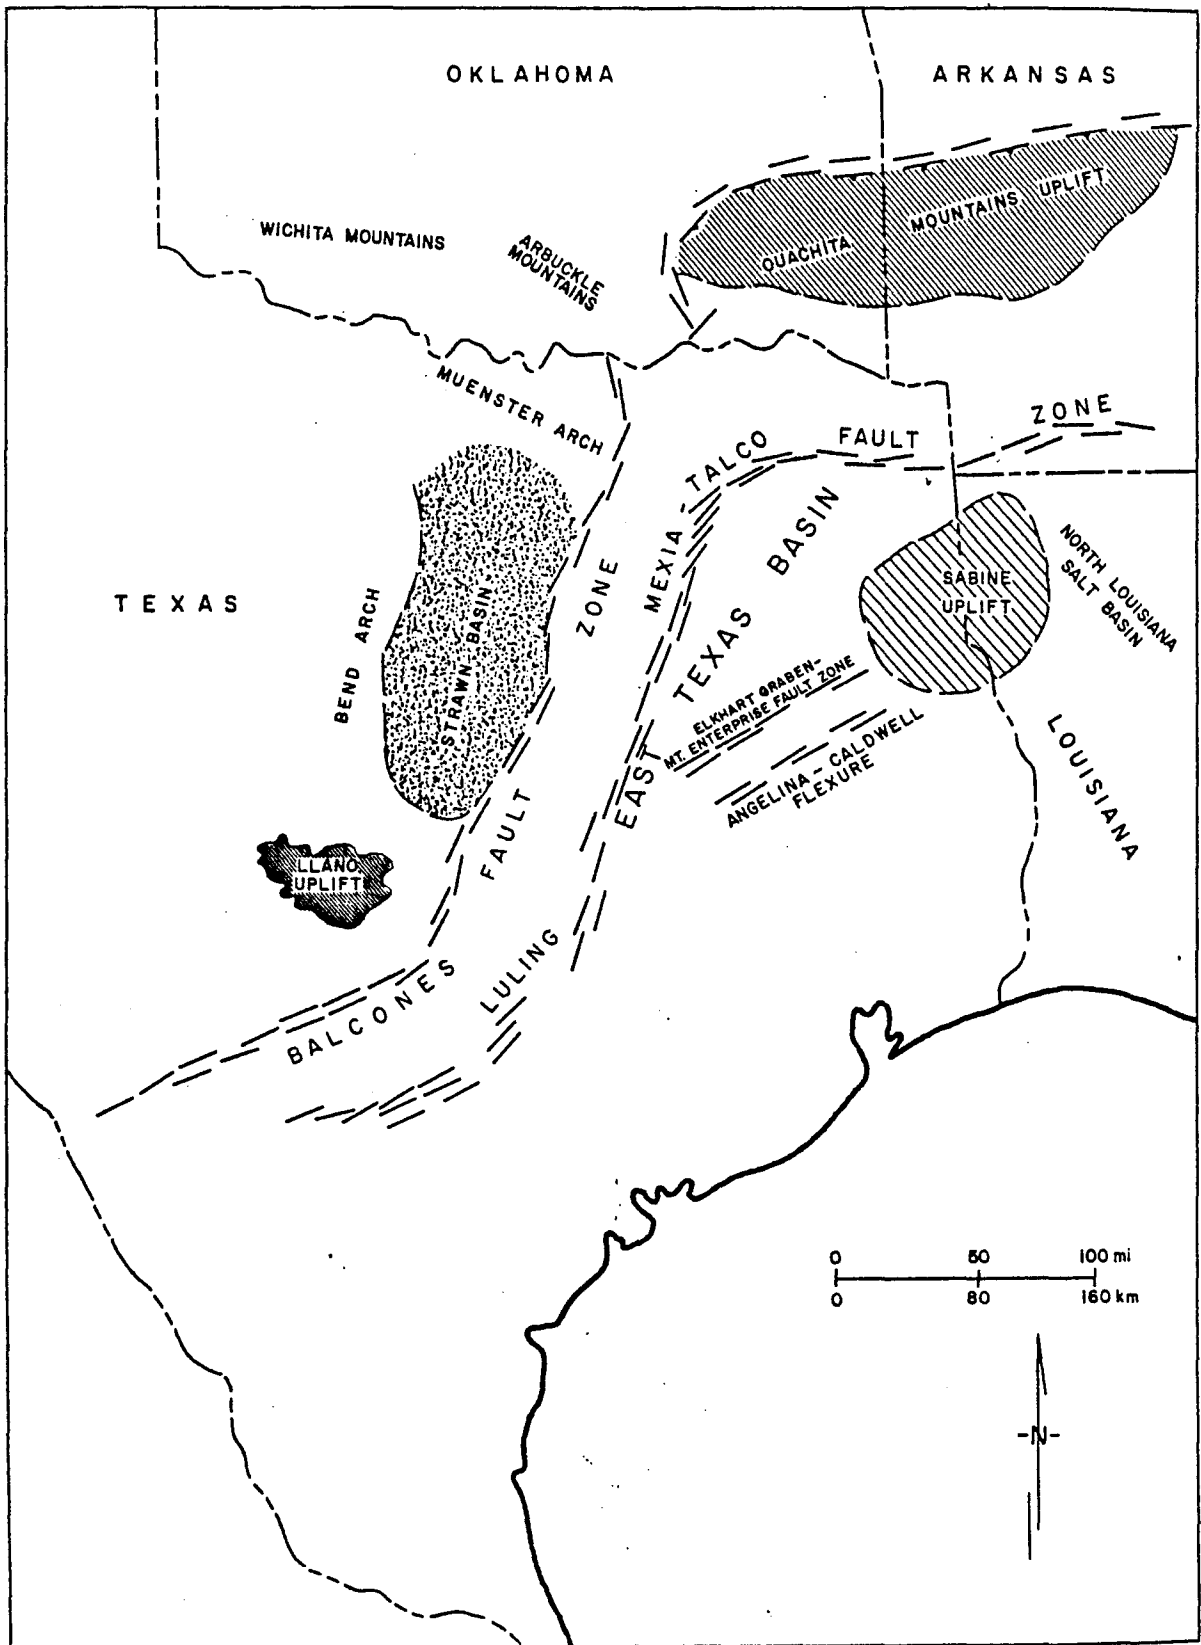 OKLAHOMA
ARKANSAS
WICHITA MOUNTAINS
ARBUCKLE
MOUNTAINS
OUACHITA MOUNTAINS UPLIFT
MUENSTER ARCH
MEXIA - TALCO FAULT ZONE
TEXAS
BEND ARCH
STRAWN BASIN
BALCONES FAULT ZONE
EAST TEXAS BASIN
SABINE
UPLIFT
NORTH LOUISIANA
SALT BASIN
ELKHART GRABEN-
MT. ENTERPRISE FAULT ZONE
ANGELINA - CALDWELL
FLEXURE
LOUISIANA
LLANO
UPLIFT
LULING
0 50 100 mi
0 80 160 km
-N-